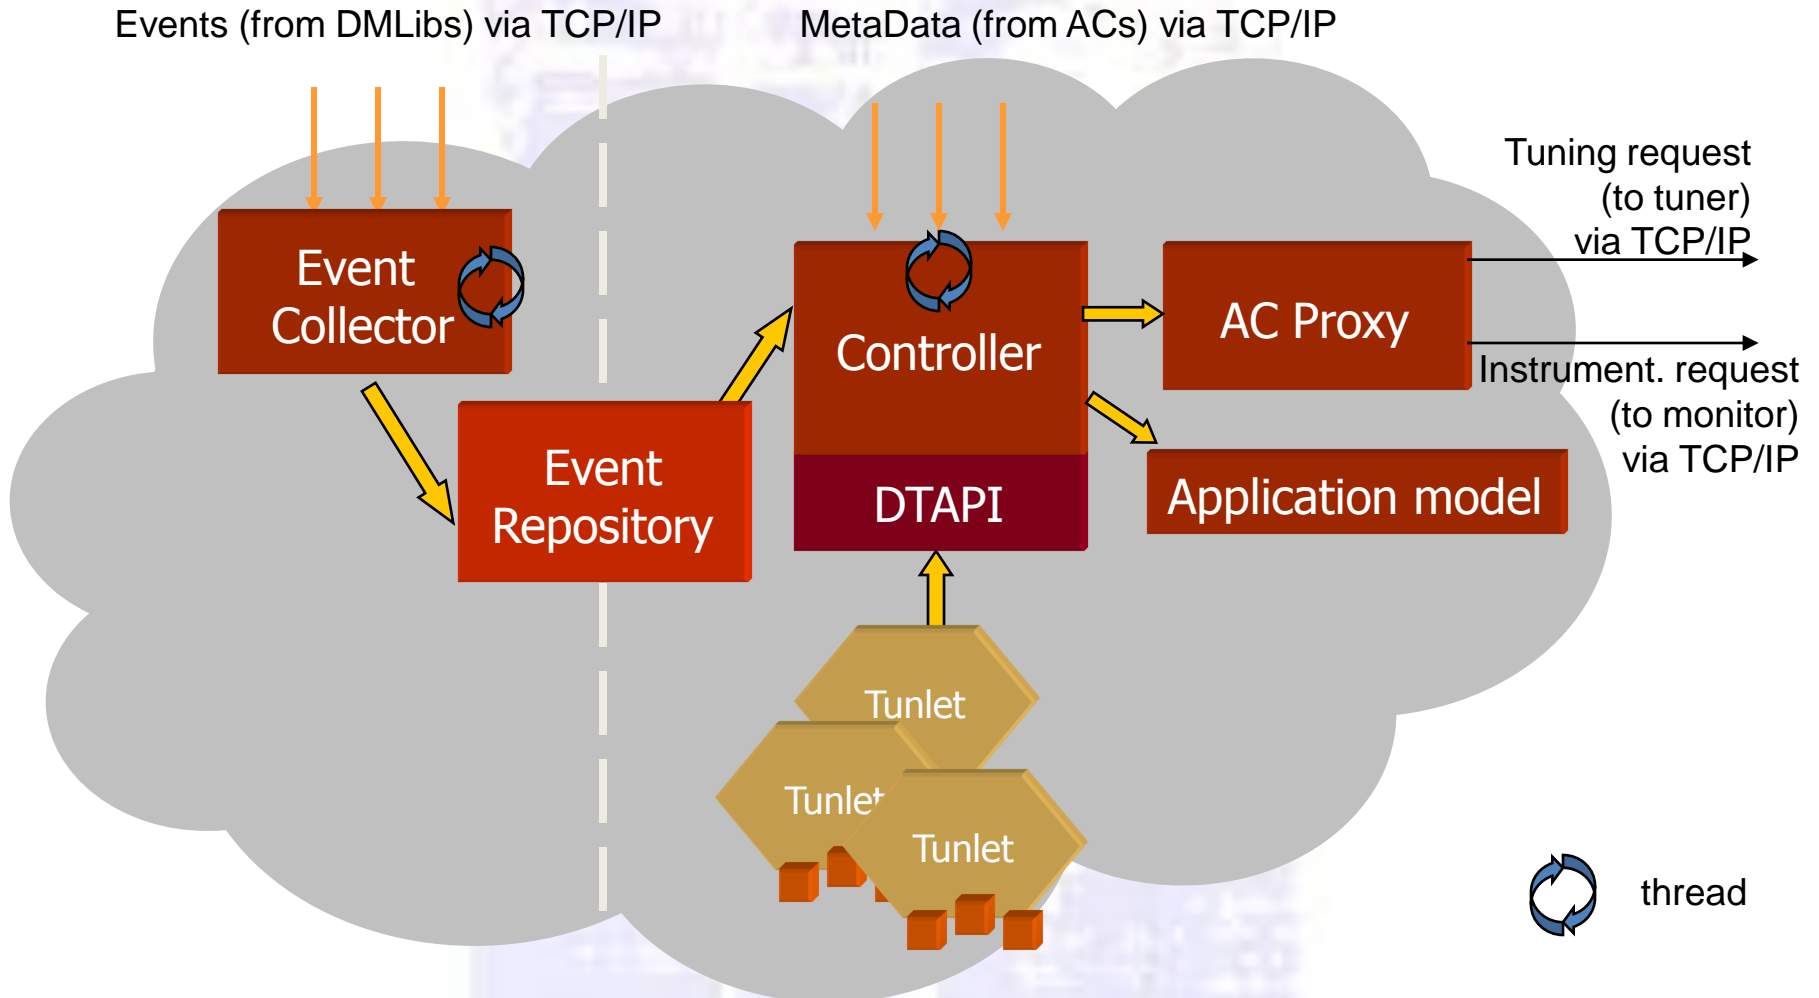 Events (from DMLibs) via TCP/IP
MetaData (from ACs) via TCP/IP
Tuning request
(to tuner)
via TCP/IP
Event
Collector
Controller
AC Proxy
Instrument. request
(to monitor)
via TCP/IP
Event
Repository
DTAPI
Application model
Tunlet
Tunlet
Tunlet
thread